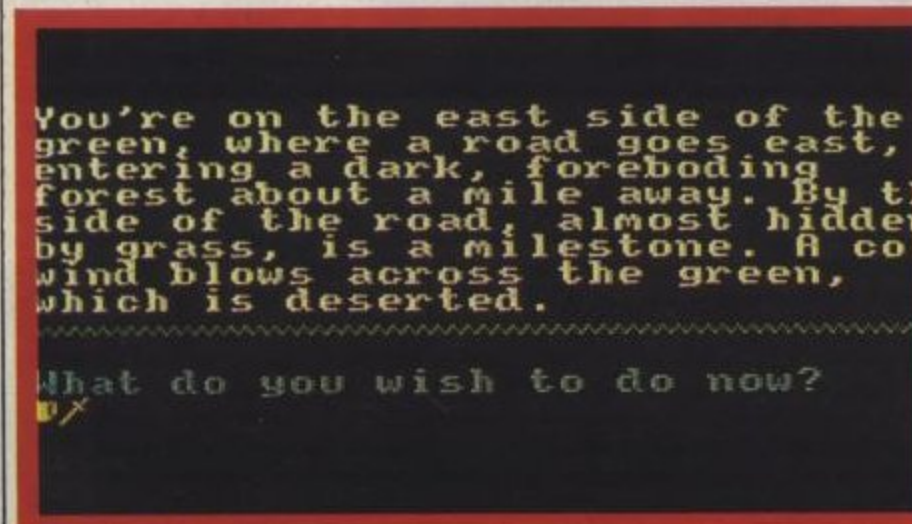 You're on the east side of the
green, where a road goes east,
entering a dark, foreboding
forest about a mile away. By
side of the road, almost
by grass, is a milestone. A
wind blows across the green,
which is deserted.
What do you wish to do now?